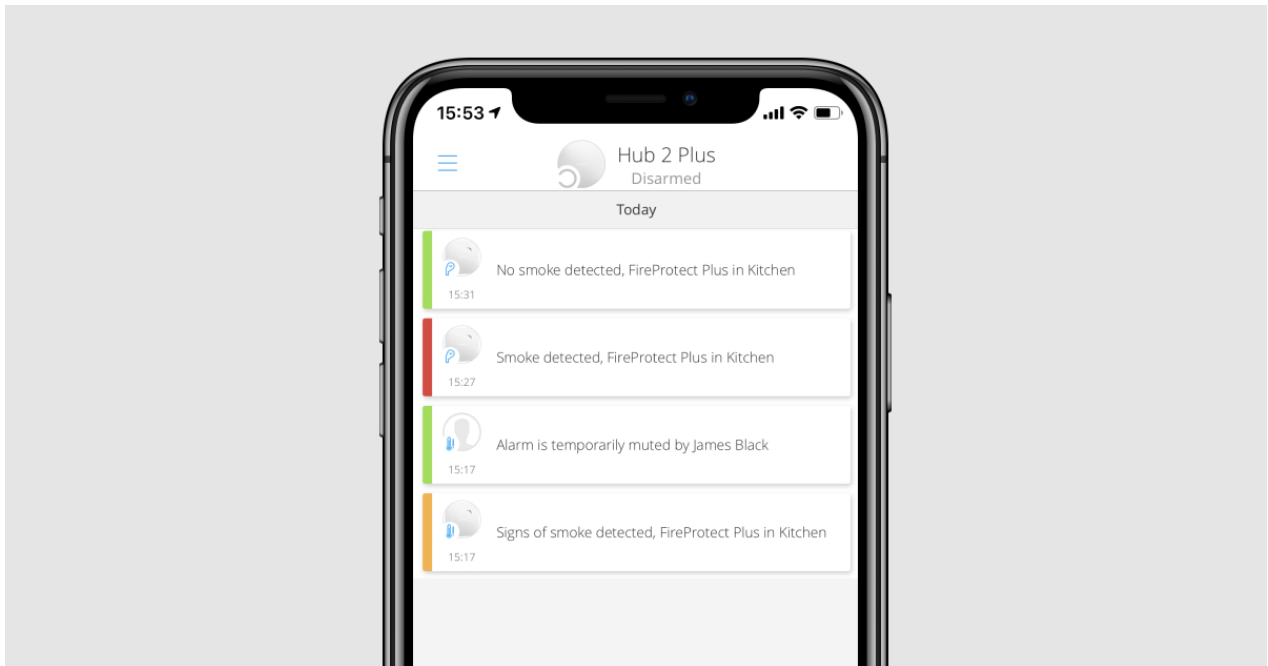 15:53
Hub 2 Plus
Disarmed
Today
No smoke detected, FireProtect Plus in Kitchen
15:31
Smoke detected, FireProtect Plus in Kitchen
15:27
Alarm is temporarily muted by James Black
15:17
Signs of smoke detected, FireProtect Plus in Kitchen
15:17